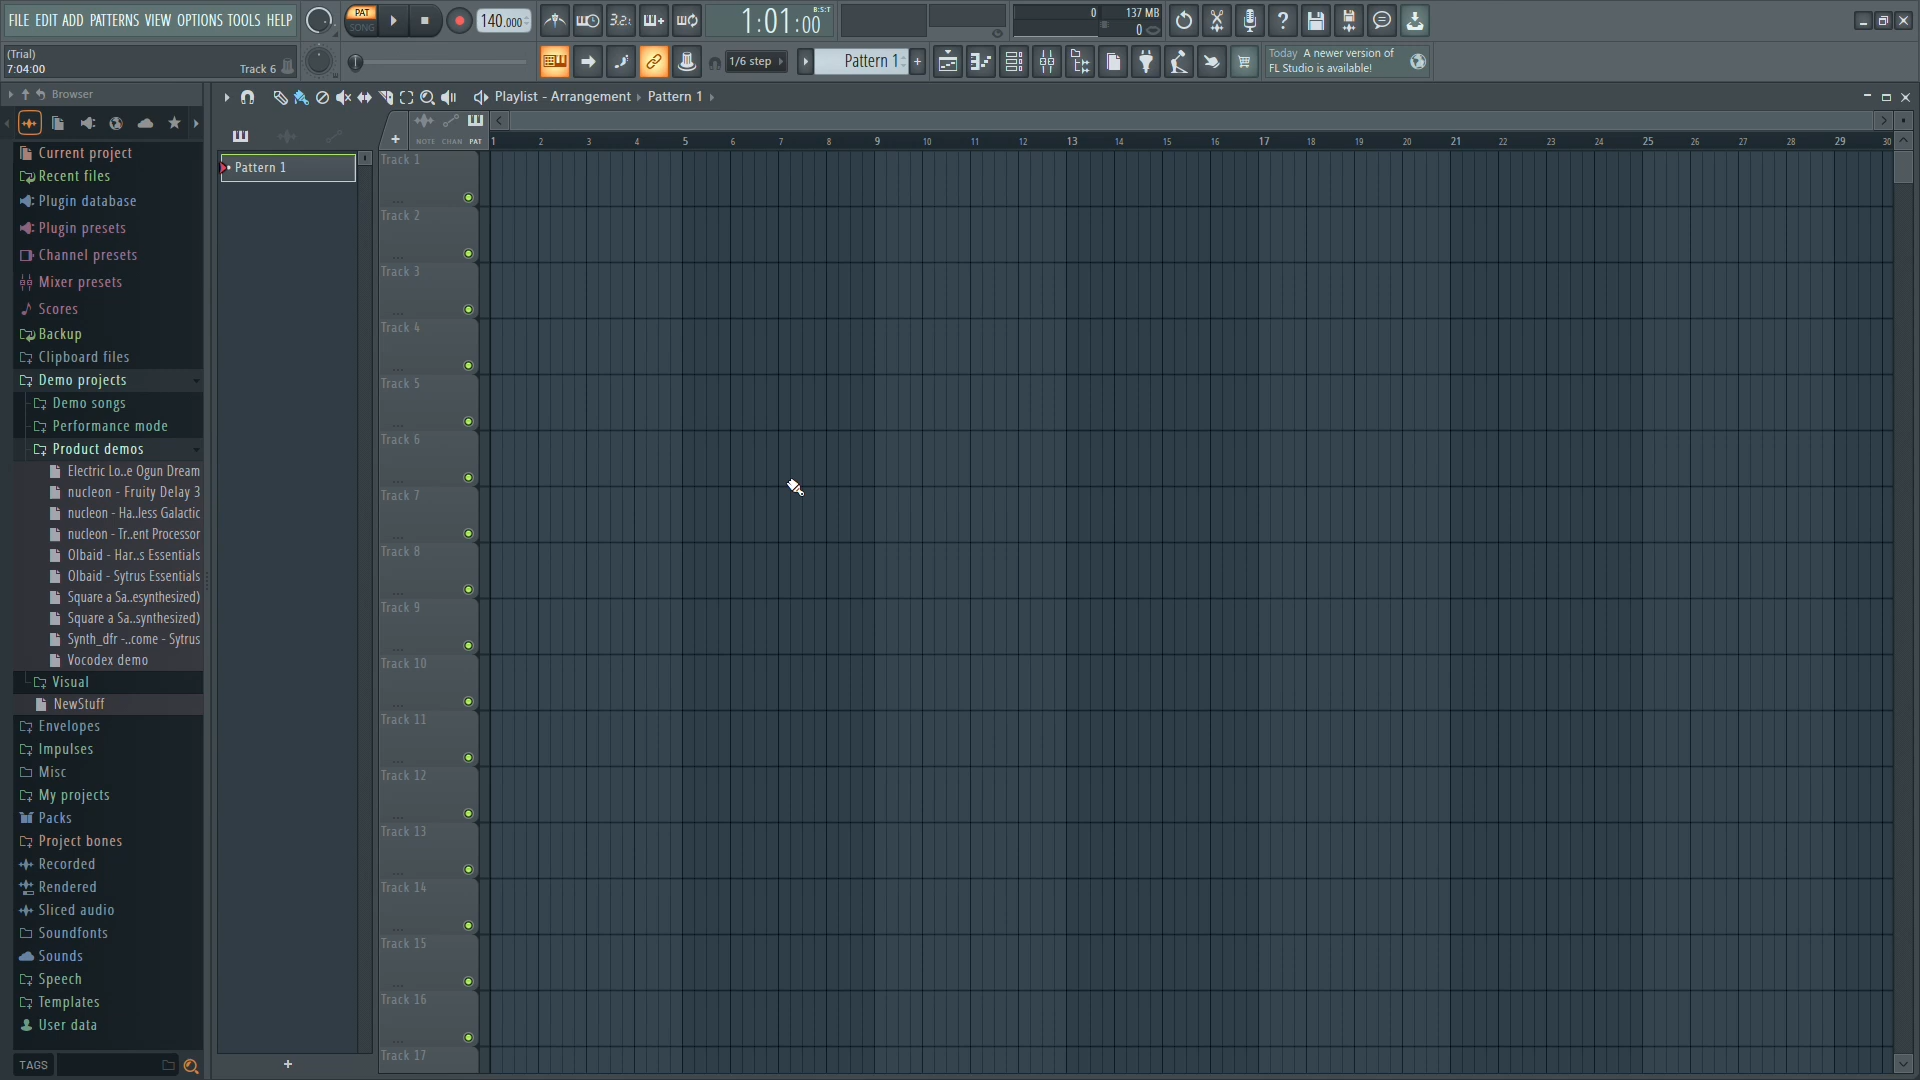 FILE EDIT ADD PATTERNS VIEW OPTIONS TOOLS HELP
PAT
SONG
140.000
3.2.
1:01:00
B:S:T
0
137 MB
0
(Trial)
7:04:00
Track 6
1/6 step
Pattern 1
+
Today A newer version of
FL Studio is available!
Browser
Playlist - Arrangement
Pattern 1
Current project
Recent files
Plugin database
Plugin presets
Channel presets
Mixer presets
Scores
Backup
Clipboard files
Demo projects
Demo songs
Performance mode
Product demos
Electric Lo..e Ogun Dream
nucleon - Fruity Delay 3
nucleon - Ha..less Galactic
nucleon - Tr..ent Processor
Olbaid - Har..s Essentials
Olbaid - Sytrus Essentials
Square a Sa..esynthesized)
Square a Sa..synthesized)
Synth_dfr -..come - Sytrus
Vocodex demo
Visual
NewStuff
Envelopes
Impulses
Misc
My projects
Packs
Project bones
Recorded
Rendered
Sliced audio
Soundfonts
Sounds
Speech
Templates
User data
TAGS
Pattern 1
+
+
NOTE CHAN PAT
1 2 3 4 5 6 7 8 9 10 11 12 13 14 15 16 17 18 19 20 21 22 23 24 25 26 27 28 29 30
Track 1
Track 2
Track 3
Track 4
Track 5
Track 6
Track 7
Track 8
Track 9
Track 10
Track 11
Track 12
Track 13
Track 14
Track 15
Track 16
Track 17